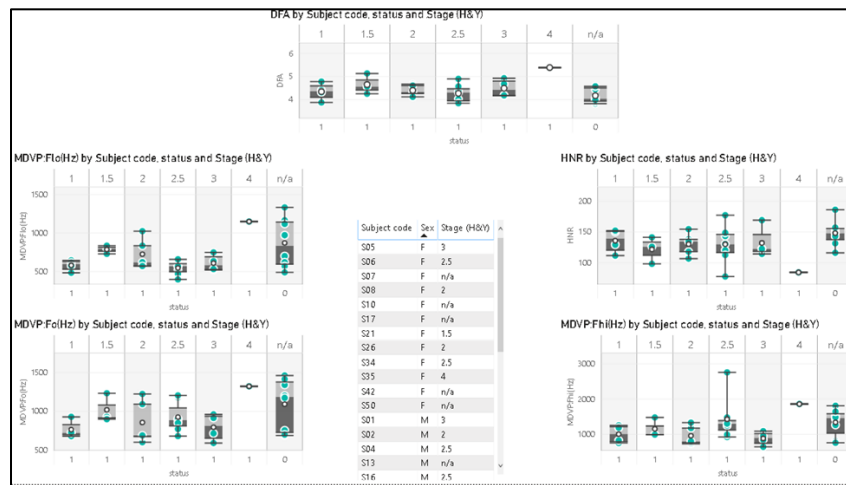 DFA by Subject code, status and Stage (H&Y)
1 1.5 2 2.5 3 4 n/a
DFA
6
5
4
1 1 1 1 1 1 0
status
MDVP:Flo(Hz) by Subject code, status and Stage (H&Y)
1 1.5 2 2.5 3 4 n/a
MDVP:Flo(Hz)
1500
1000
500
1 1 1 1 1 1 0
status
MDVP:Fo(Hz) by Subject code, status and Stage (H&Y)
1 1.5 2 2.5 3 4 n/a
MDVP:Fo(Hz)
1500
1000
500
1 1 1 1 1 1 0
status
Subject code Sex Stage (H&Y)
S05 F 3
S06 F 2.5
S07 F n/a
S08 F 2
S10 F n/a
S17 F n/a
S21 F 1.5
S26 F 2
S34 F 2.5
S35 F 4
S42 F n/a
S50 F n/a
S01 M 3
S02 M 2
S04 M 2.5
S13 M n/a
S16 M 2.5
HNR by Subject code, status and Stage (H&Y)
1 1.5 2 2.5 3 4 n/a
HNR
200
150
100
1 1 1 1 1 1 0
status
MDVP:Fhi(Hz) by Subject code, status and Stage (H&Y)
1 1.5 2 2.5 3 4 n/a
MDVP:Fhi(Hz)
3000
2000
1000
1 1 1 1 1 1 0
status